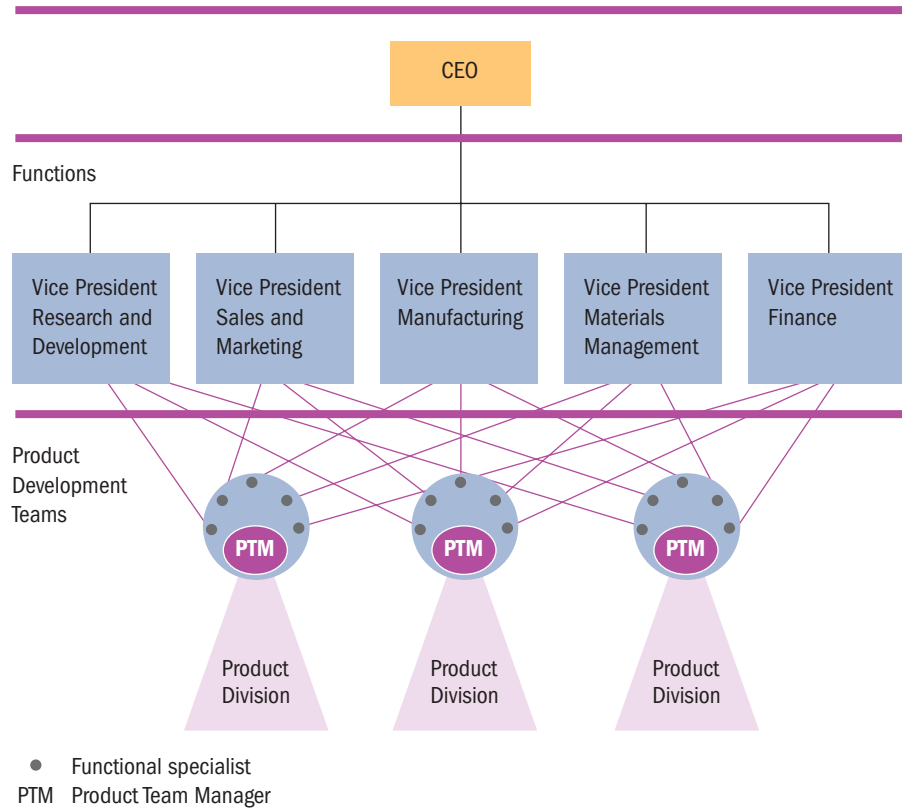 CEO
Functions
Vice President
Research and
Development
Vice President
Sales and
Marketing
Vice President
Manufacturing
Vice President
Materials
Management
Vice President
Finance
Product
Development
Teams
PTM
PTM
PTM
Product
Division
Product
Division
Product
Division
Functional specialist
PTM Product Team Manager